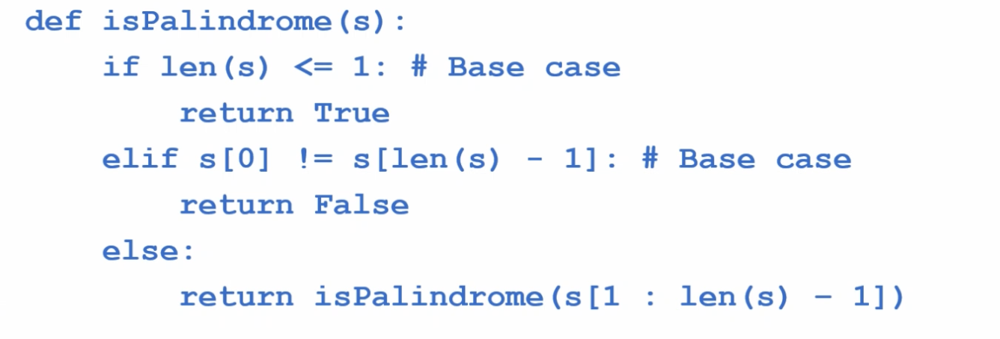 def isPalindrome(s):
    if len(s) <= 1: # Base case
        return True
    elif s[0] != s[len(s) - 1]: # Base case
        return False
    else:
        return isPalindrome(s[1 : len(s) – 1])